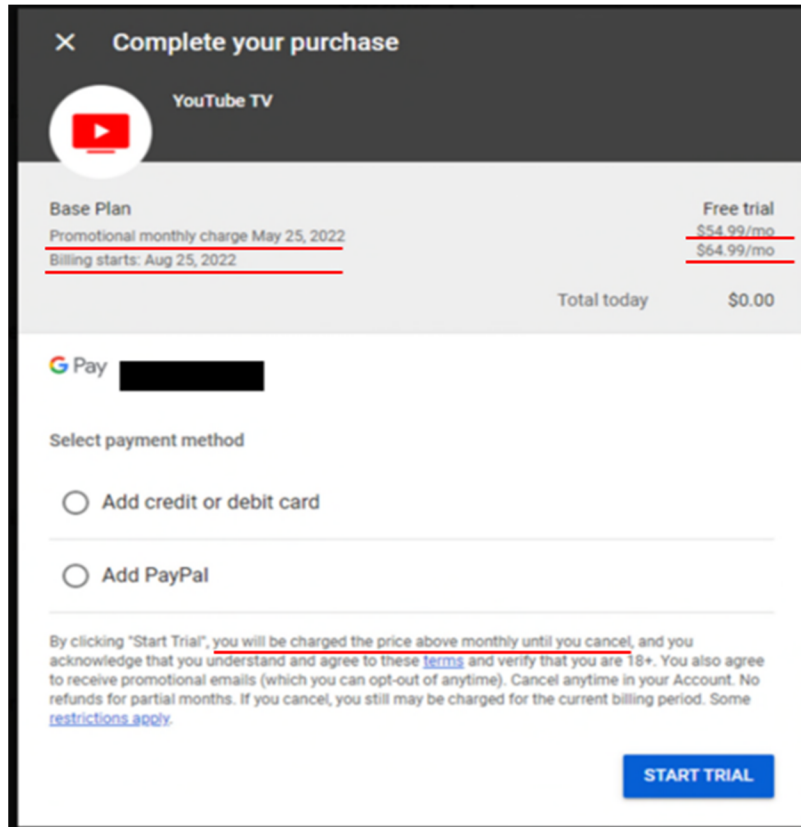 Complete your purchase
YouTube TV
Base Plan Free trial
Promotional monthly charge May 25, 2022 $54.99/mo
Billing starts: Aug 25, 2022 $64.99/mo
Total today $0.00
G Pay
Select payment method
Add credit or debit card
Add PayPal
By clicking "Start Trial", you will be charged the price above monthly until you cancel, and you
acknowledge that you understand and agree to these terms and verify that you are 18+. You also agree
to receive promotional emails (which you can opt-out of anytime). Cancel anytime in your Account. No
refunds for partial months. If you cancel, you still may be charged for the current billing period. Some
restrictions apply.
START TRIAL